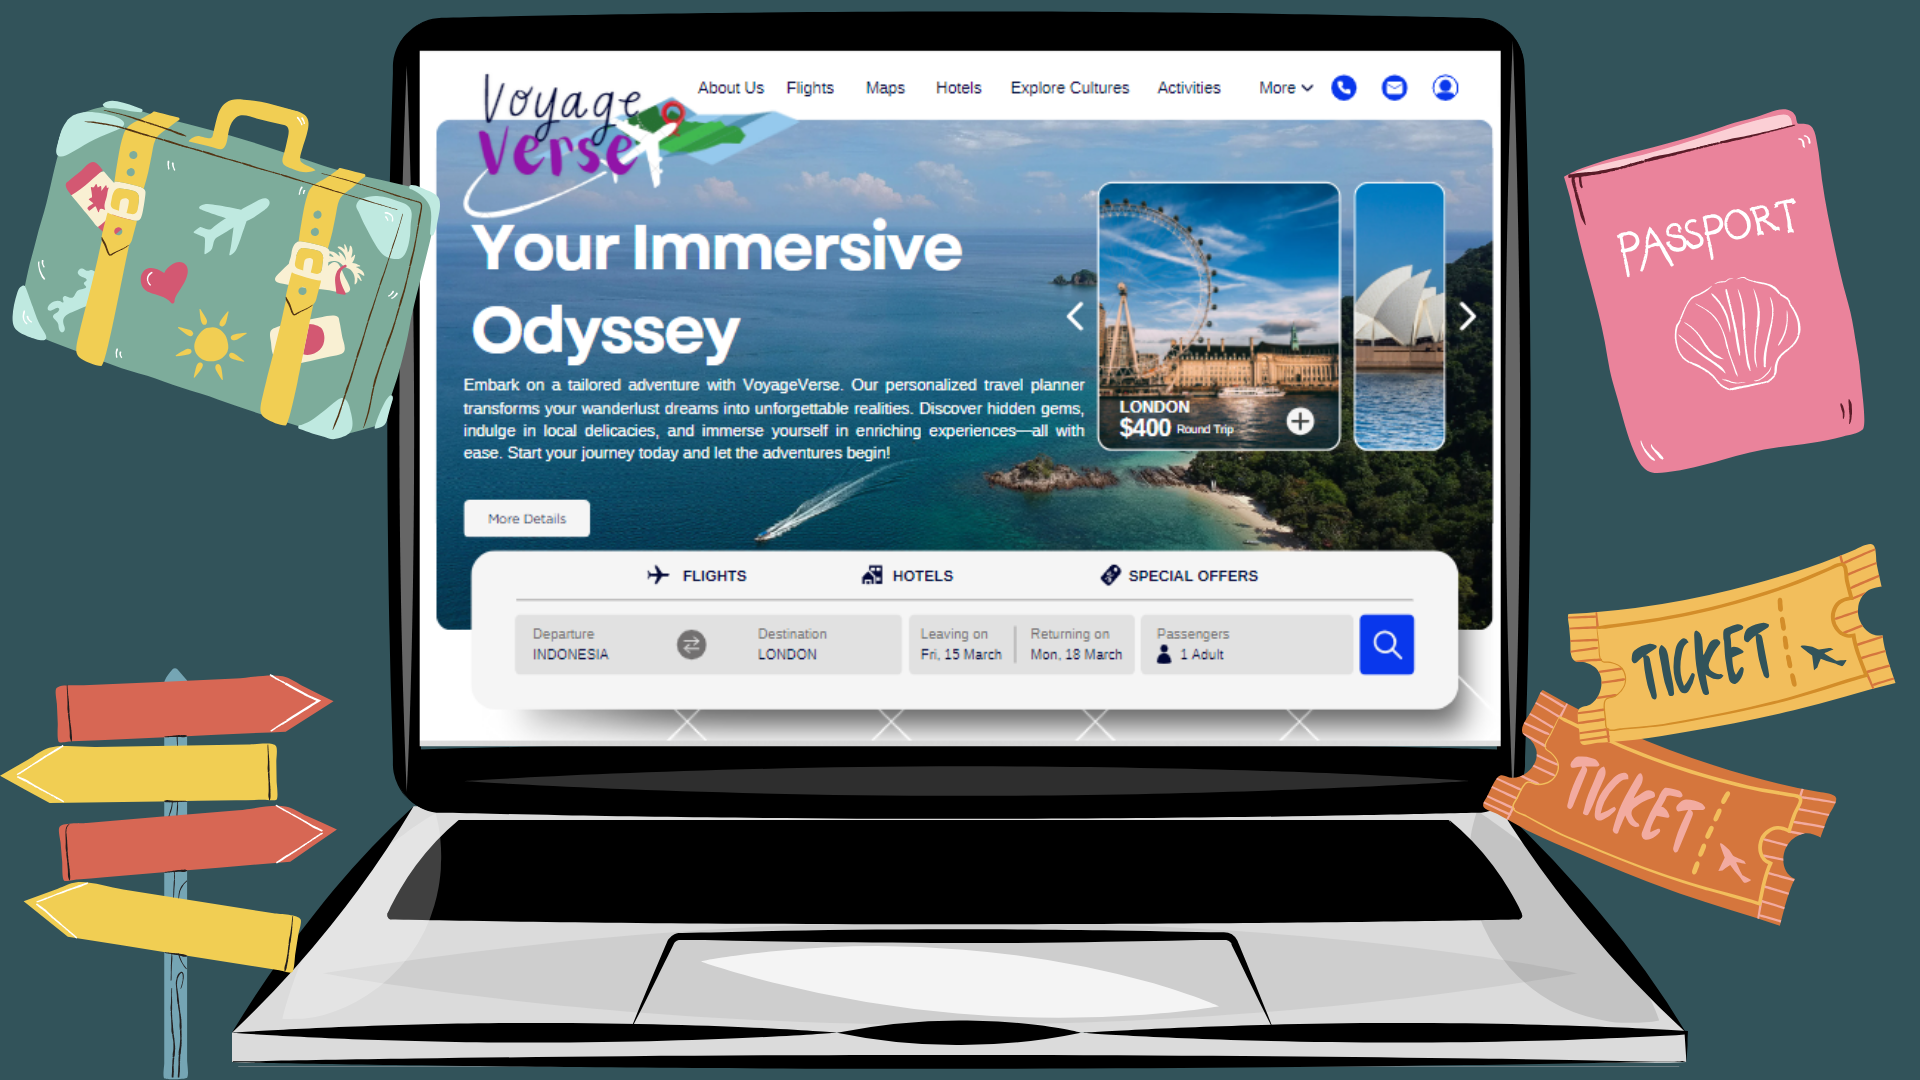 Voyage
Verse
About Us Flights Maps Hotels Explore Cultures Activities More
Your Immersive
Odyssey
Embark on a tailored adventure with VoyageVerse. Our personalized travel planner
transforms your wanderlust dreams into unforgettable realities. Discover hidden gems,
indulge in local delicacies, and immerse yourself in enriching experiences—all with
ease. Start your journey today and let the adventures begin!
More Details
LONDON
$400 Round Trip
FLIGHTS HOTELS SPECIAL OFFERS
Departure Destination Leaving on Returning on Passengers
INDONESIA LONDON Fri, 15 March Mon, 18 March 1 Adult
PASSPORT
TICKET
TICKET